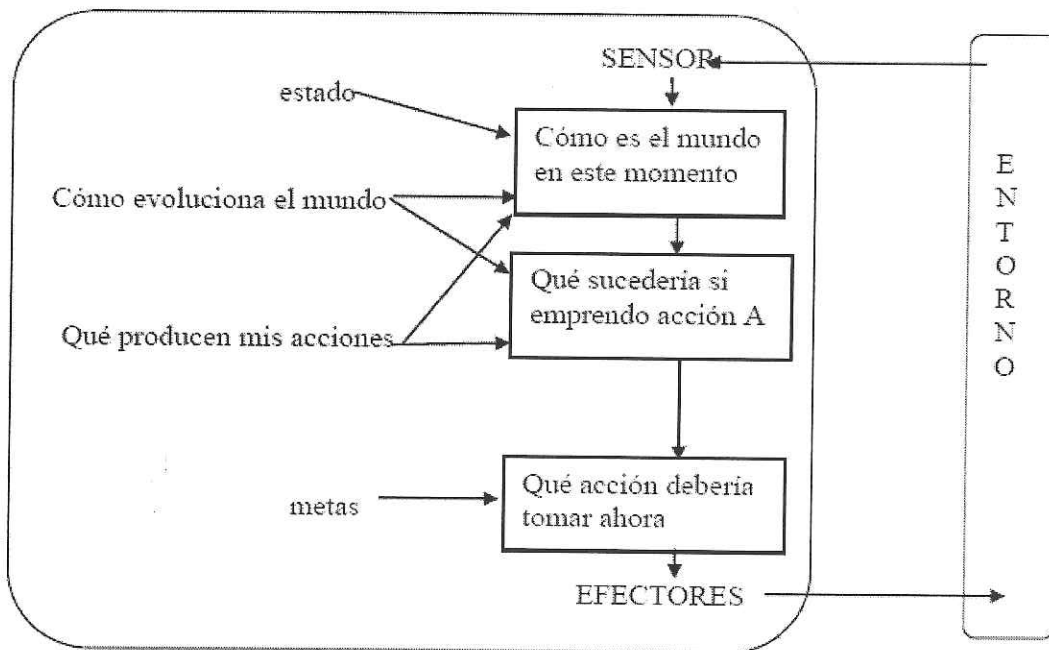 SENSOR
estado
Cómo es el mundo
en este momento
Cómo evoluciona el mundo
Qué sucedería si
emprendo acción A
Qué producen mis acciones
Qué acción debería
tomar ahora
metas
EFECTORES
E
N
T
O
R
N
O